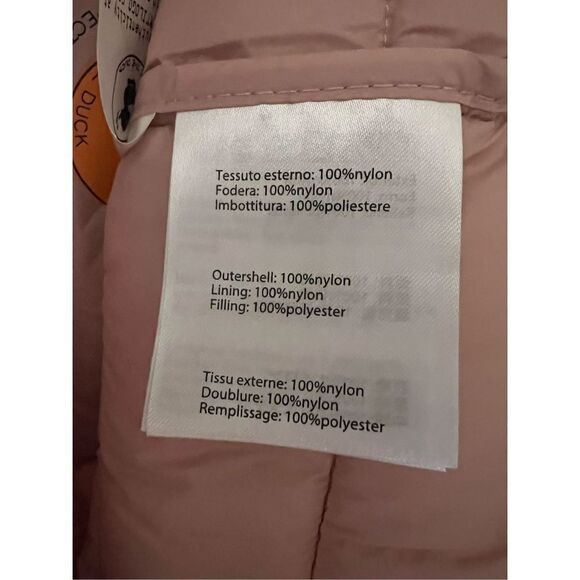 DUCK
Tessuto esterno: 100%nylon
Fodera: 100%nylon
Imbottitura: 100%poliestere
Outershell: 100%nylon
Lining: 100%nylon
Filling: 100%polyester
Tissu externe: 100%nylon
Doublure: 100%nylon
Remplissage: 100%polyester